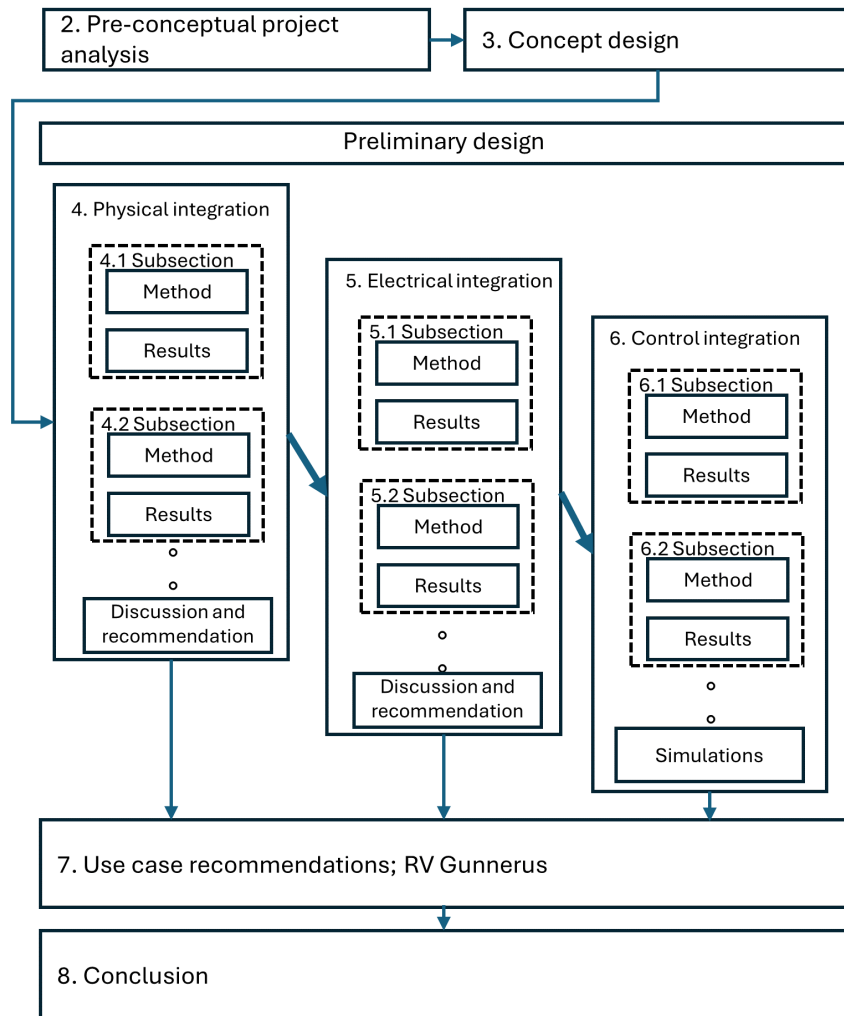 2. Pre-conceptual project
analysis
3. Concept design
Preliminary design
4. Physical integration
4.1 Subsection
Method
Results
4.2 Subsection
Method
Results
Discussion and
recommendation
5. Electrical integration
5.1 Subsection
Method
Results
5.2 Subsection
Method
Results
Discussion and
recommendation
6. Control integration
6.1 Subsection
Method
Results
6.2 Subsection
Method
Results
Simulations
7. Use case recommendations; RV Gunnerus
8. Conclusion